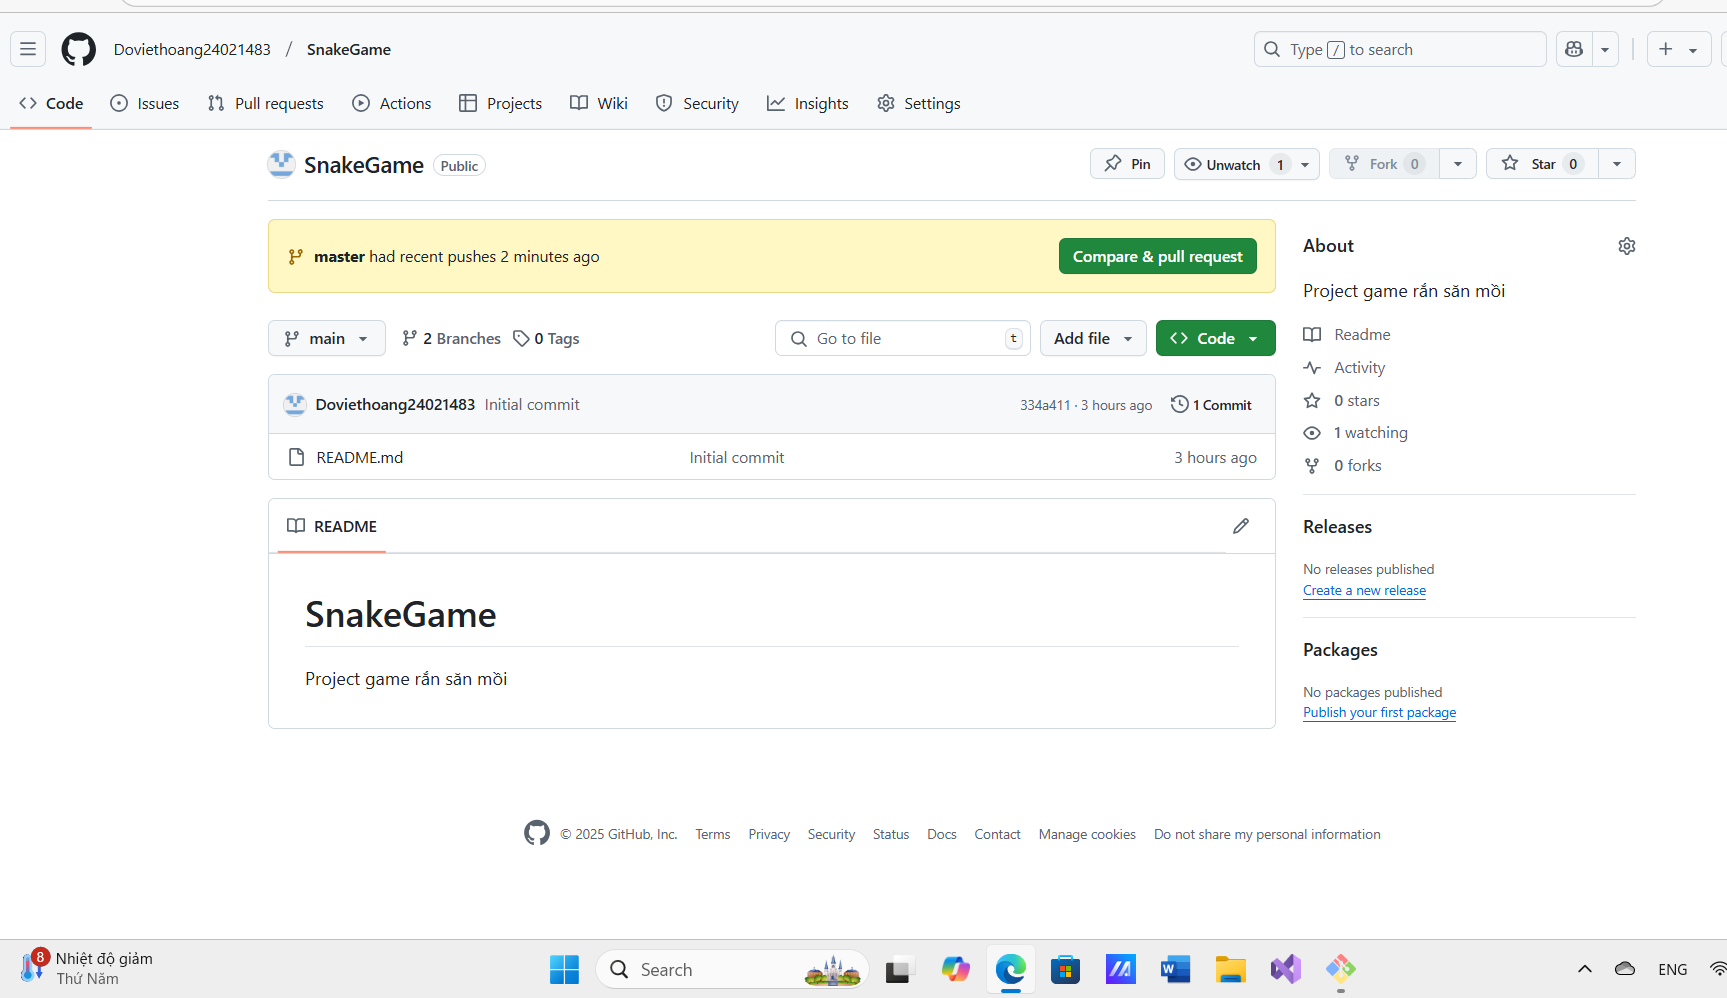 Doviethoang24021483 / SnakeGame
Type / to search
Code Issues Pull requests Actions Projects Wiki Security Insights Settings
SnakeGame Public
Pin Unwatch 1 Fork 0 Star 0
master had recent pushes 2 minutes ago
Compare & pull request
main 2 Branches 0 Tags
Go to file t
Add file
Code
Doviethoang24021483 Initial commit
334a411 · 3 hours ago
1 Commit
README.md Initial commit 3 hours ago
README
SnakeGame
Project game rắn săn mồi
About
Project game rắn săn mồi
Readme
Activity
0 stars
1 watching
0 forks
Releases
No releases published
Create a new release
Packages
No packages published
Publish your first package
© 2025 GitHub, Inc. Terms Privacy Security Status Docs Contact Manage cookies Do not share my personal information
8
Nhiệt độ giảm
Thứ Năm
Search
W
ENG